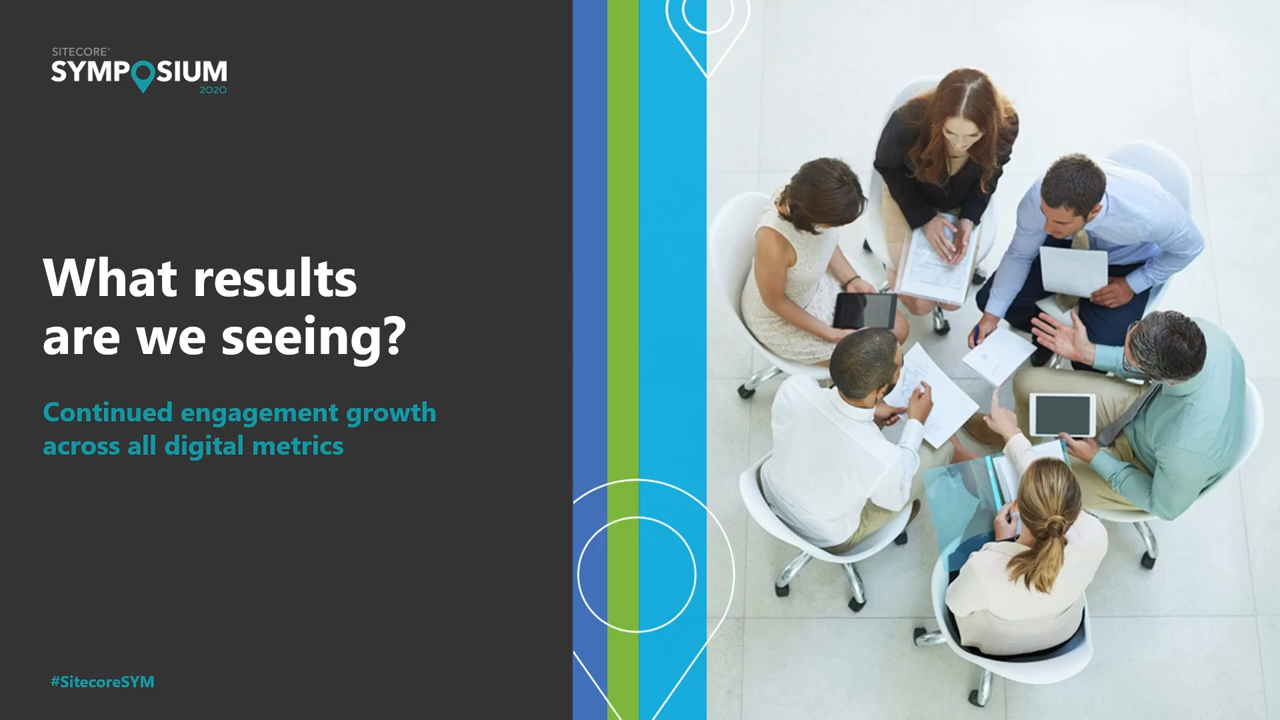 SITECORE®
SYMPOSIUM
2020
What results
are we seeing?
Continued engagement growth
across all digital metrics
#SitecoreSYM